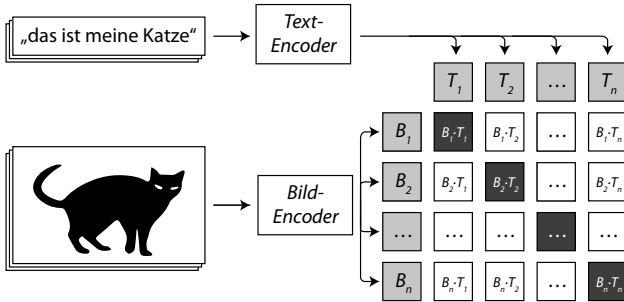 „das ist meine Katze“
Text-
Encoder
T1 T2 ... Tn
B1 B1·T1 B1·T2 ... B1·Tn
B2 B2·T1 B2·T2 ... B2·Tn
... ... ... ... ...
Bn Bn·T1 Bn·T2 ... Bn·Tn
Bild-
Encoder